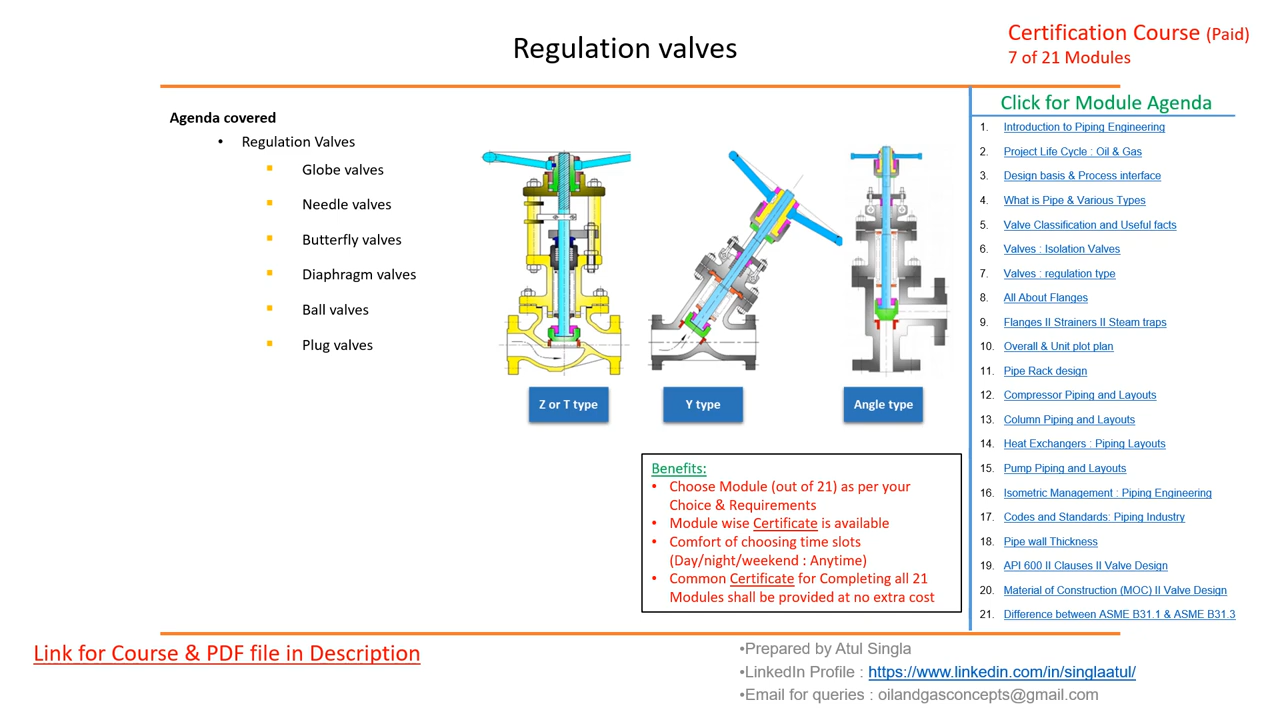 Regulation valves
Certification Course (Paid)
7 of 21 Modules
Agenda covered
• Regulation Valves
▪ Globe valves
▪ Needle valves
▪ Butterfly valves
▪ Diaphragm valves
▪ Ball valves
▪ Plug valves
Z or T type
Y type
Angle type
Benefits:
• Choose Module (out of 21) as per your
Choice & Requirements
• Module wise Certificate is available
• Comfort of choosing time slots
(Day/night/weekend : Anytime)
• Common Certificate for Completing all 21
Modules shall be provided at no extra cost
Click for Module Agenda
1. Introduction to Piping Engineering
2. Project Life Cycle : Oil & Gas
3. Design basis & Process interface
4. What is Pipe & Various Types
5. Valve Classification and Useful facts
6. Valves : Isolation Valves
7. Valves : regulation type
8. All About Flanges
9. Flanges II Strainers II Steam traps
10. Overall & Unit plot plan
11. Pipe Rack design
12. Compressor Piping and Layouts
13. Column Piping and Layouts
14. Heat Exchangers : Piping Layouts
15. Pump Piping and Layouts
16. Isometric Management : Piping Engineering
17. Codes and Standards: Piping Industry
18. Pipe wall Thickness
19. API 600 II Clauses II Valve Design
20. Material of Construction (MOC) II Valve Design
21. Difference between ASME B31.1 & ASME B31.3
Link for Course & PDF file in Description
•Prepared by Atul Singla
•LinkedIn Profile : https://www.linkedin.com/in/singlaatul/
•Email for queries : oilandgasconcepts@gmail.com